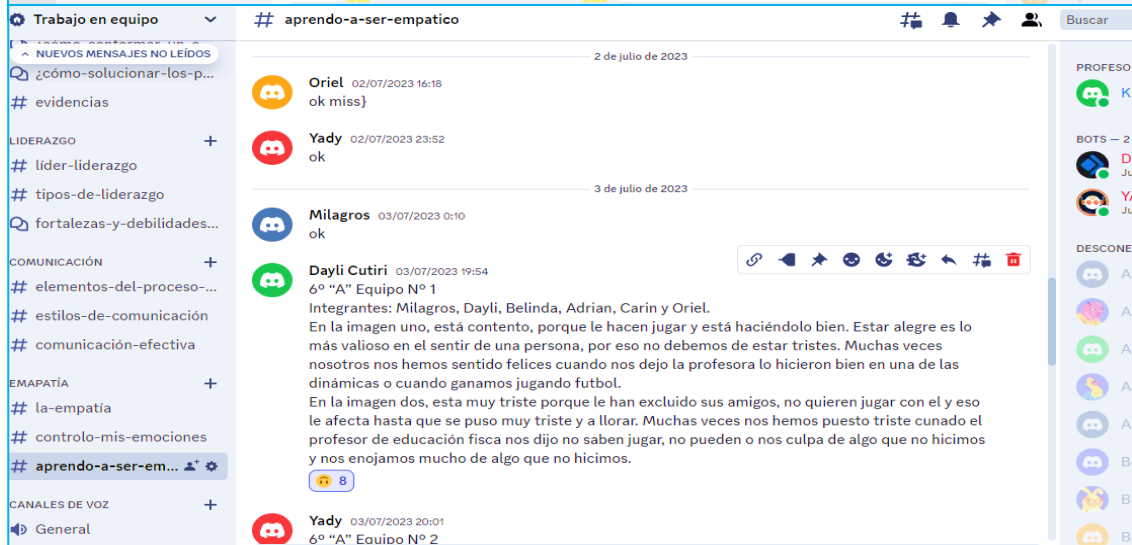 Trabajo en equipo
# aprendo-a-ser-empatico
Buscar
NUEVOS MENSAJES NO LEÍDOS
¿cómo-solucionar-los-p...
# evidencias
LIDERAZGO
# líder-liderazgo
# tipos-de-liderazgo
fortalezas-y-debilidades...
COMUNICACIÓN
# elementos-del-proceso-...
# estilos-de-comunicación
# comunicación-efectiva
EMAPATÍA
# la-empatía
# controlo-mis-emociones
# aprendo-a-ser-em...
CANALES DE VOZ
General
2 de julio de 2023
Oriel 02/07/2023 16:18
ok miss}
Yady 02/07/2023 23:52
ok
3 de julio de 2023
Milagros 03/07/2023 0:10
ok
Dayli Cutiri 03/07/2023 19:54
6º “A” Equipo Nº 1
Integrantes: Milagros, Dayli, Belinda, Adrian, Carin y Oriel.
En la imagen uno, está contento, porque le hacen jugar y está haciéndolo bien. Estar alegre es lo
más valioso en el sentir de una persona, por eso no debemos de estar tristes. Muchas veces
nosotros nos hemos sentido felices cuando nos dejo la profesora lo hicieron bien en una de las
dinámicas o cuando ganamos jugando futbol.
En la imagen dos, esta muy triste porque le han excluido sus amigos, no quieren jugar con el y eso
le afecta hasta que se puso muy triste y a llorar. Muchas veces nos hemos puesto triste cunado el
profesor de educación fisca nos dijo no saben jugar, no pueden o nos culpa de algo que no hicimos
y nos enojamos mucho de algo que no hicimos.
8
Yady 03/07/2023 20:01
6º “A” Equipo Nº 2
PROFESO
K
BOTS — 2
D
Ju
YA
Ju
DESCONE
A
A
A
A
A
B
B
B